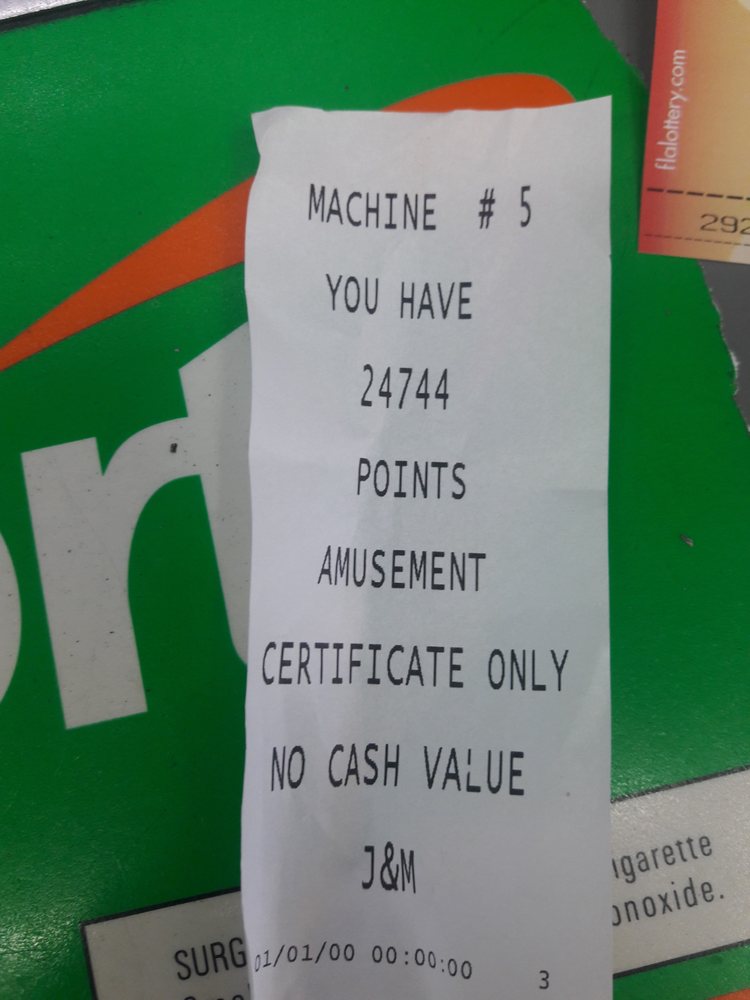 flalottery.com
292
MACHINE # 5
YOU HAVE
24744
POINTS
AMUSEMENT
CERTIFICATE ONLY
NO CASH VALUE
J&M
01/01/00 00:00:00
3
ort
SURG
igarette
onoxide.